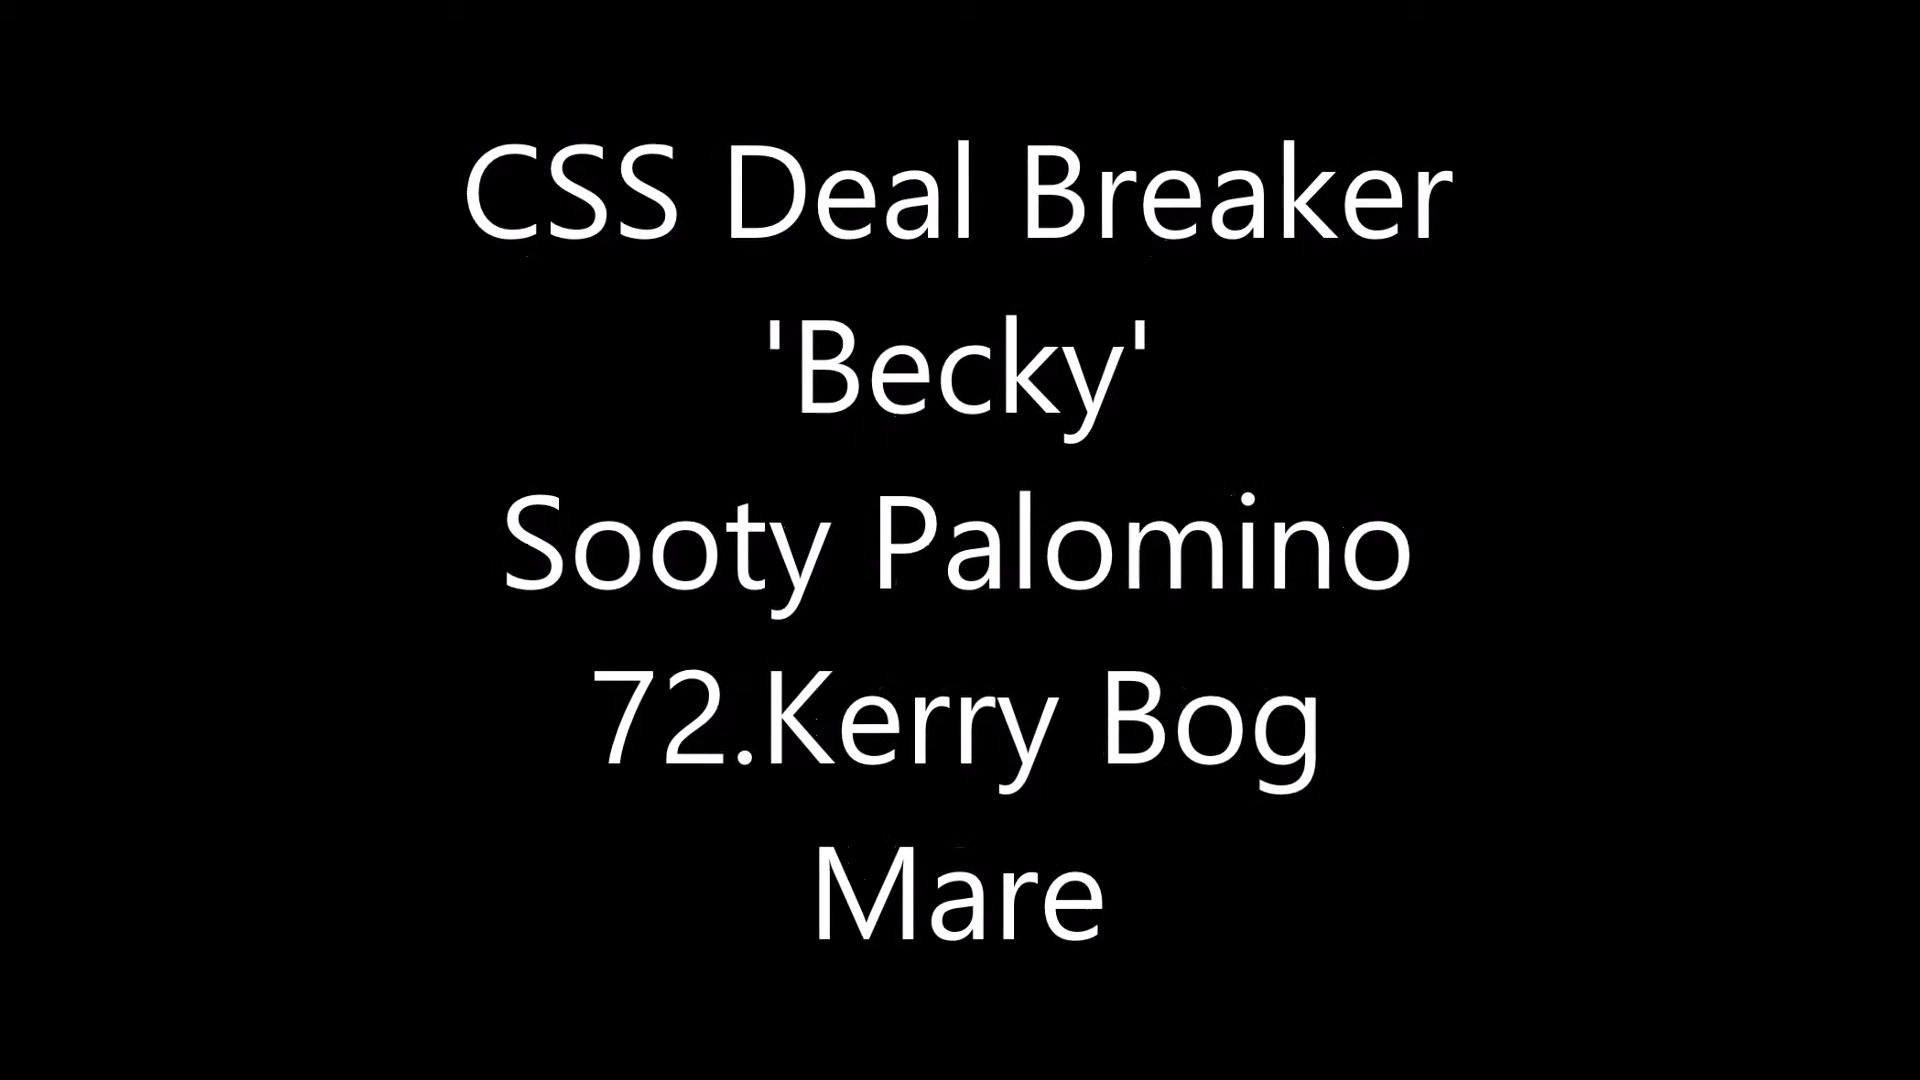 CSS Deal Breaker
'Becky'
Sooty Palomino
72.Kerry Bog
Mare